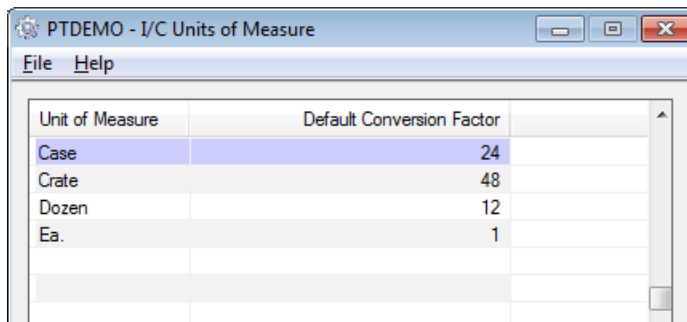 PTDEMO - I/C Units of Measure
File Help
Unit of Measure Default Conversion Factor
Case 24
Crate 48
Dozen 12
Ea. 1